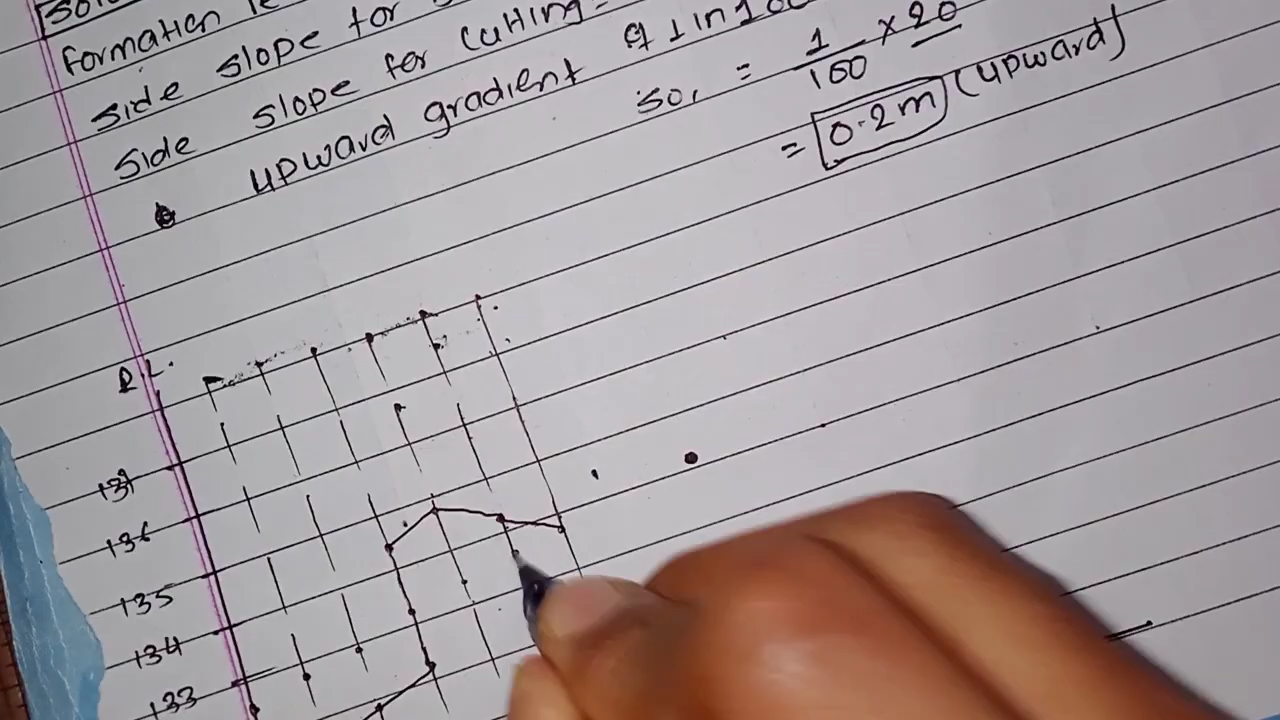 Formation le
side slope for
side slope for cutting
upward gradient of 1 in 100
so, = 1/100 × 20
= 0.2m (upward)
R.L.
137
136
135
134
133